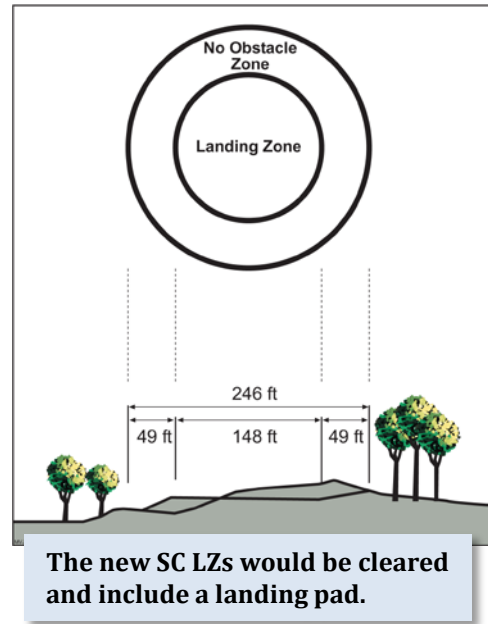 No Obstacle
Zone
Landing Zone
246 ft
49 ft
148 ft
49 ft
The new SC LZs would be cleared
and include a landing pad.